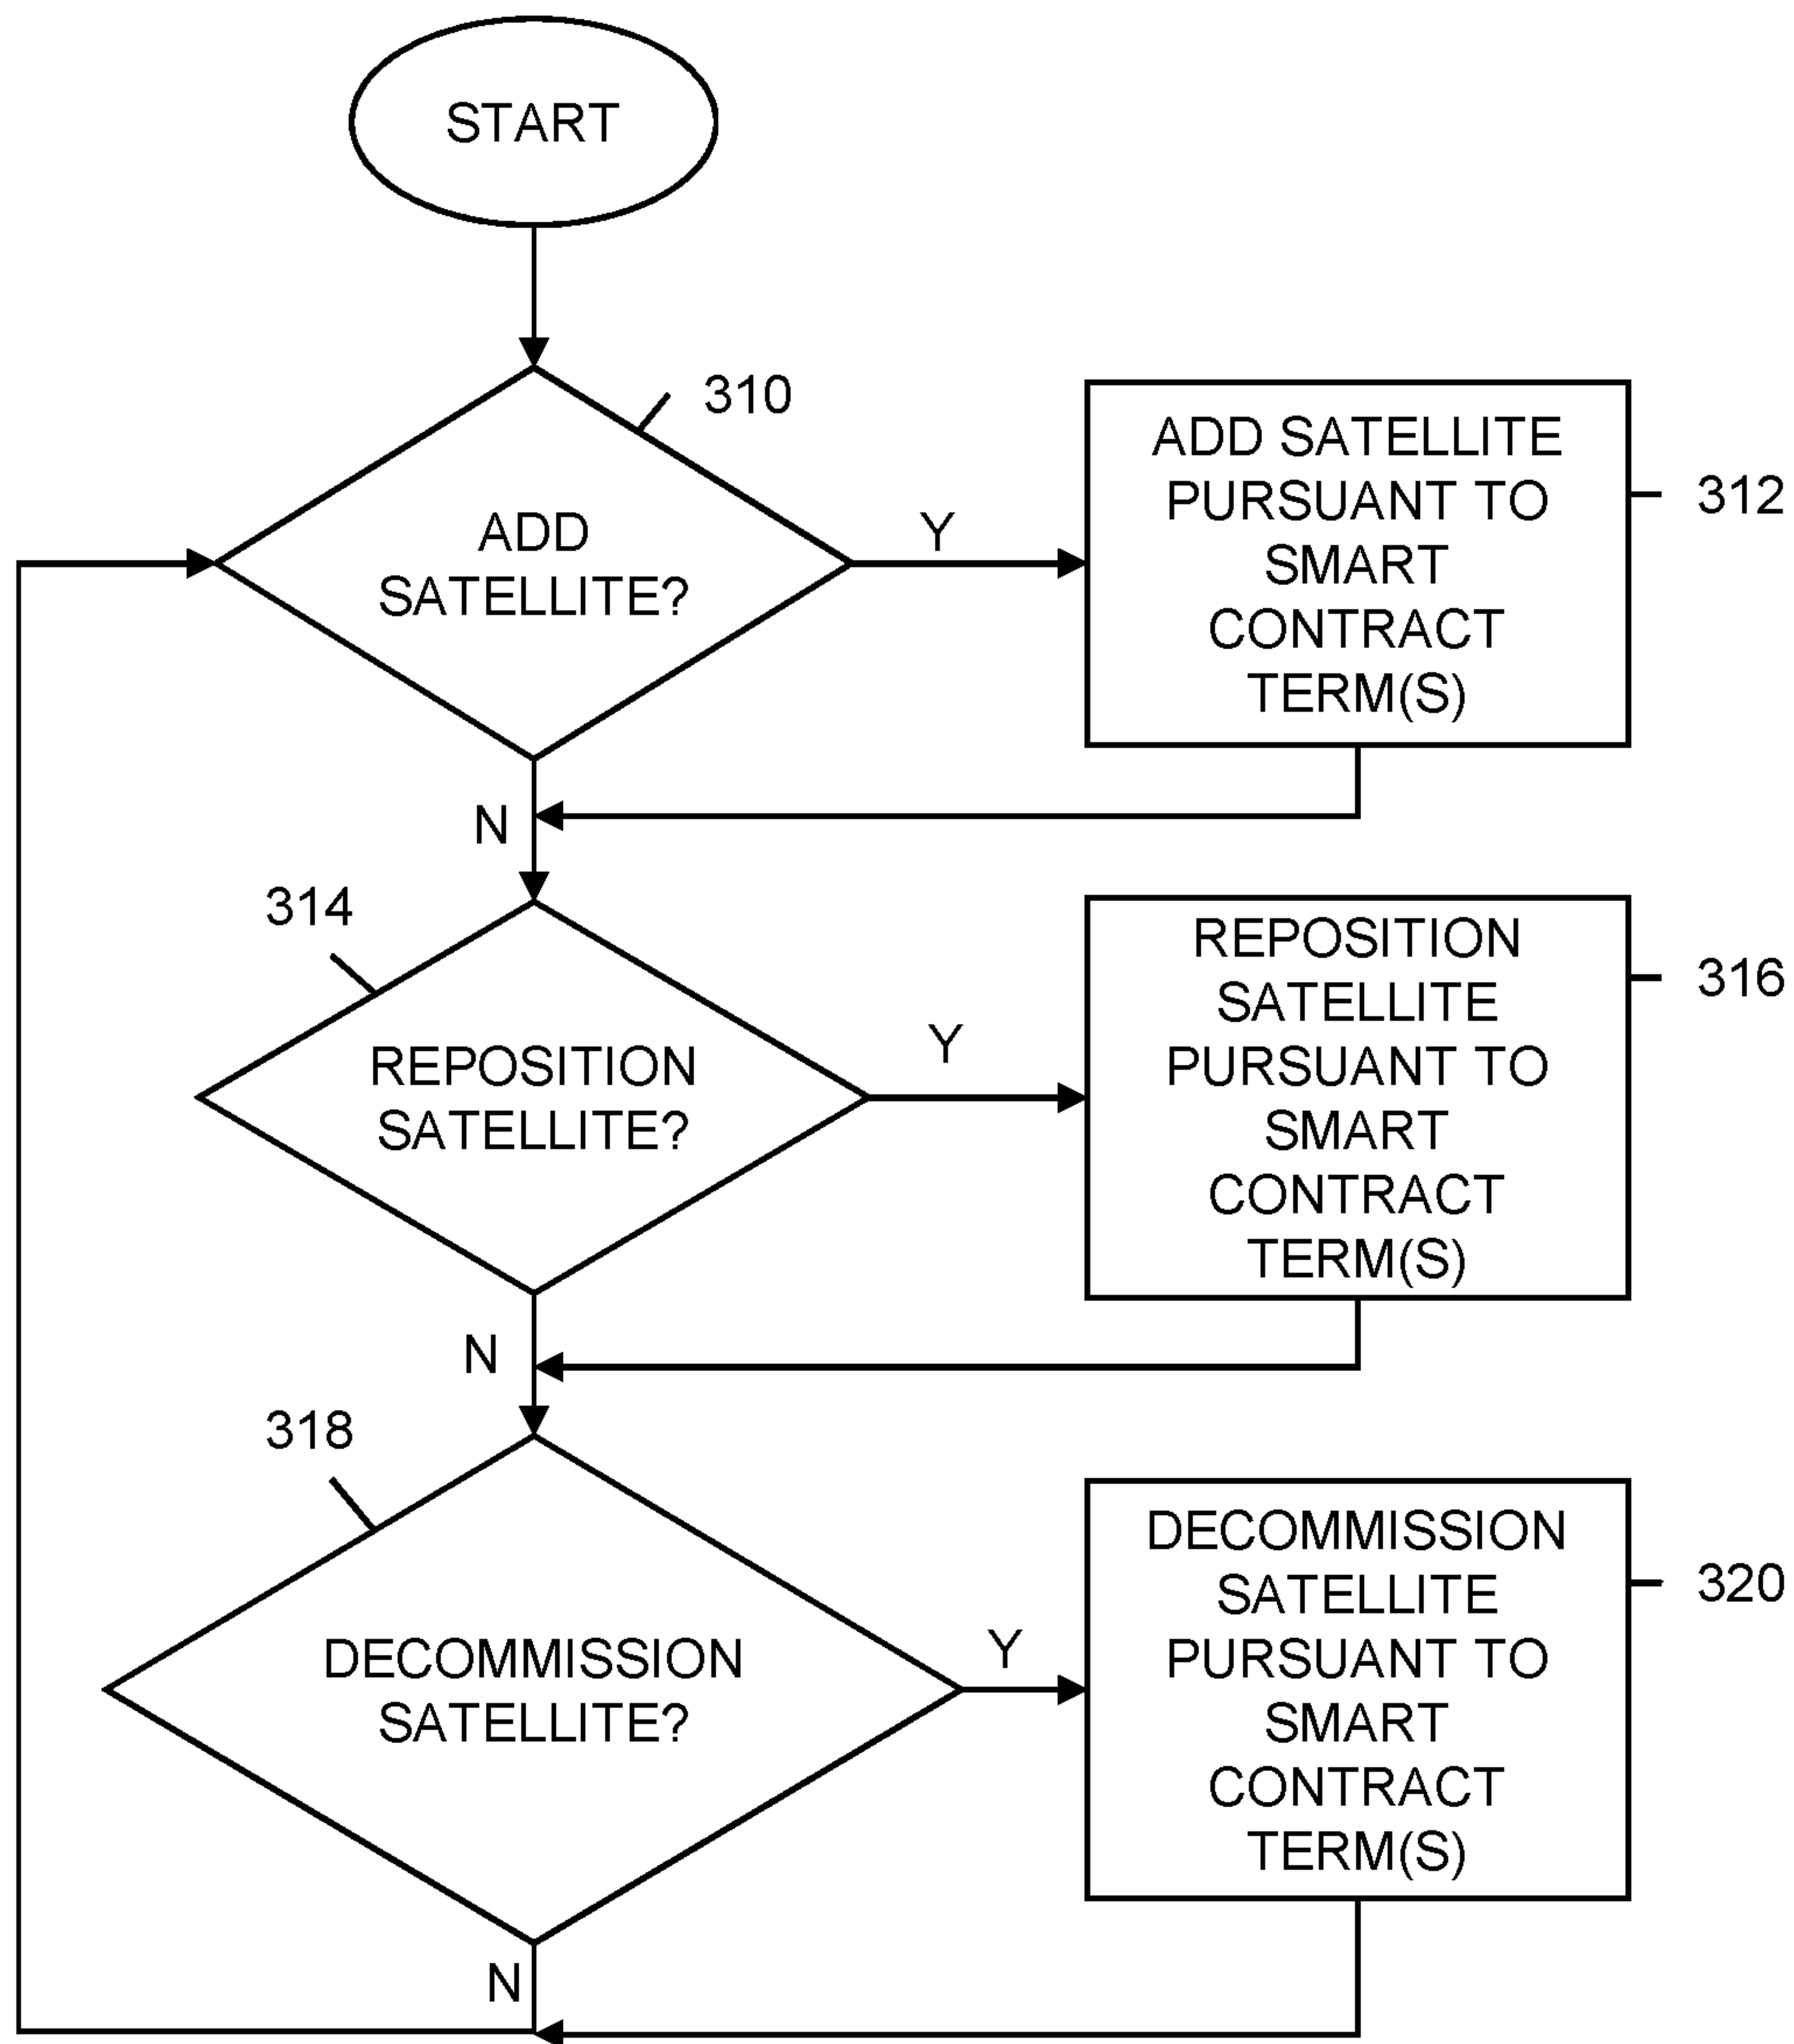 START
310
ADD
SATELLITE?
Y
ADD SATELLITE
PURSUANT TO
SMART
CONTRACT
TERM(S)
312
N
314
REPOSITION
SATELLITE?
Y
REPOSITION
SATELLITE
PURSUANT TO
SMART
CONTRACT
TERM(S)
316
N
318
DECOMMISSION
SATELLITE?
Y
DECOMMISSION
SATELLITE
PURSUANT TO
SMART
CONTRACT
TERM(S)
320
N